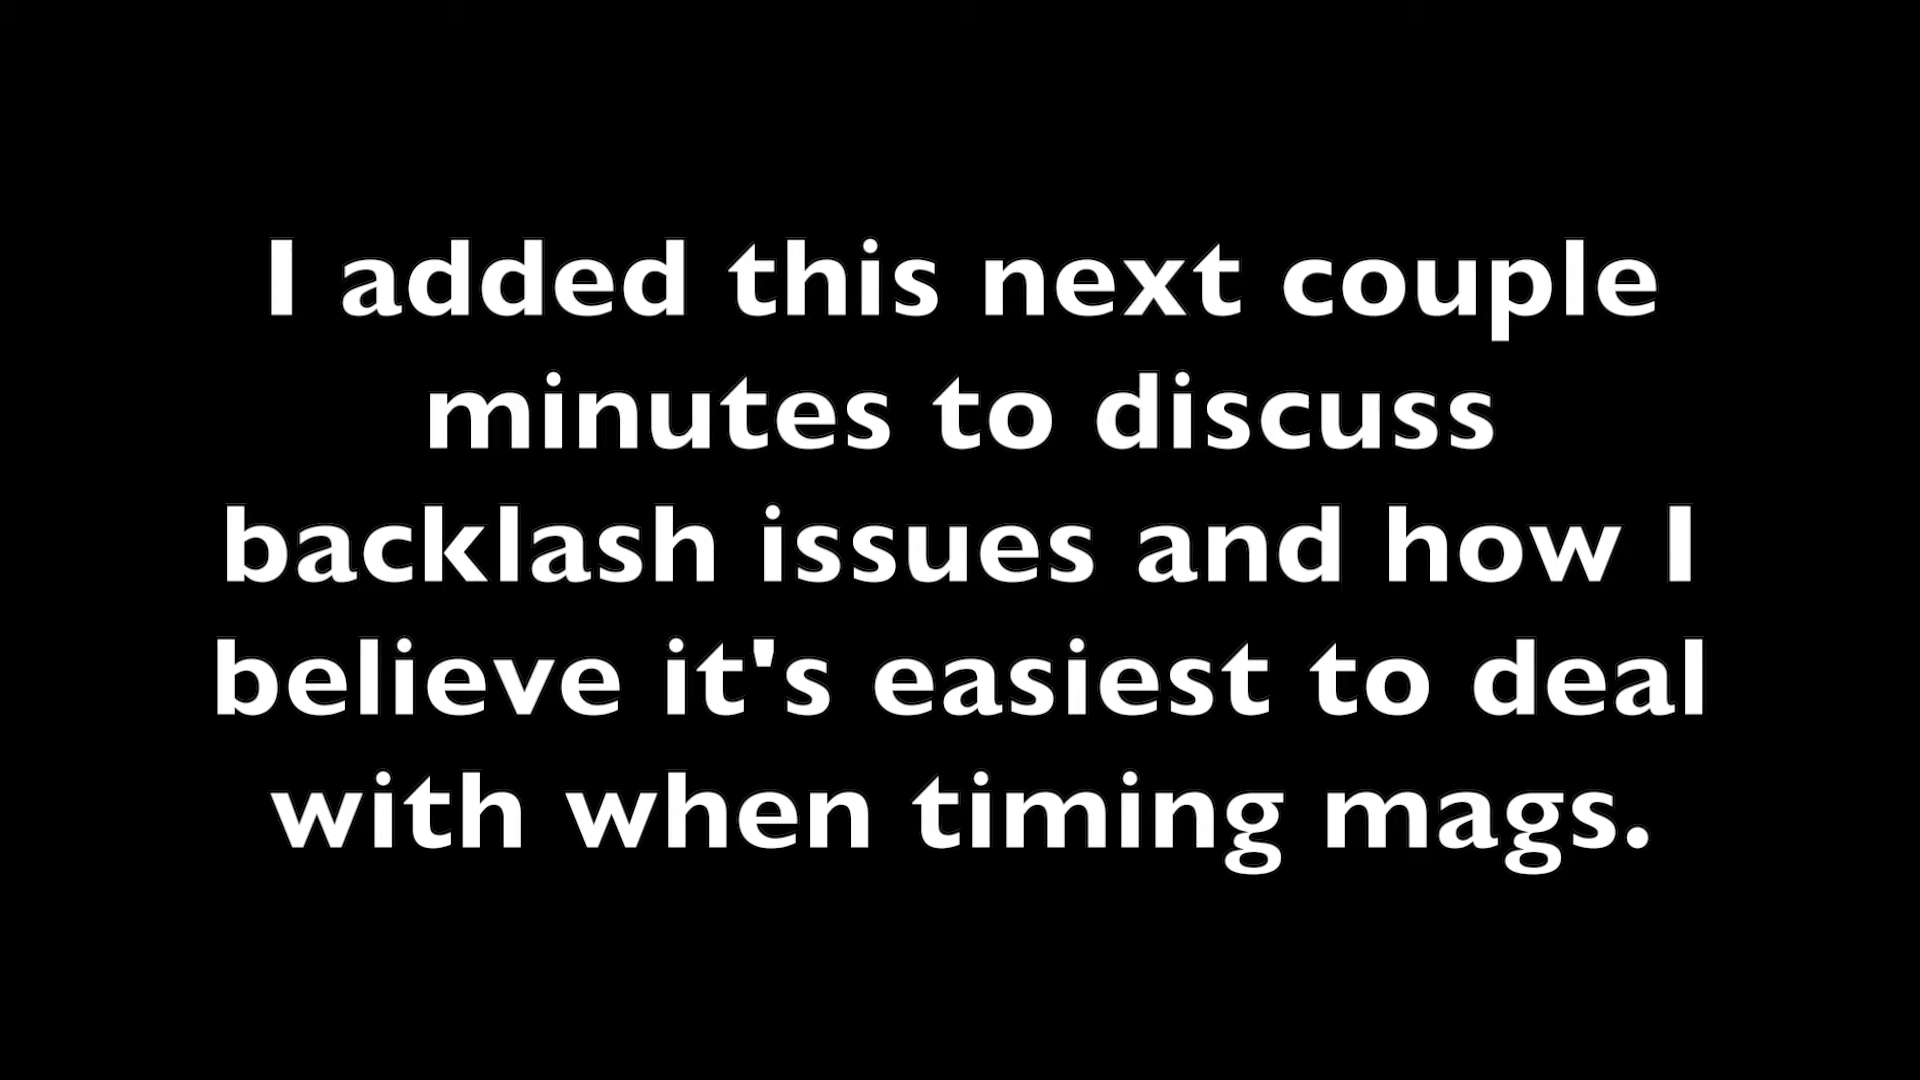 I added this next couple
minutes to discuss
backlash issues and how I
believe it's easiest to deal
with when timing mags.